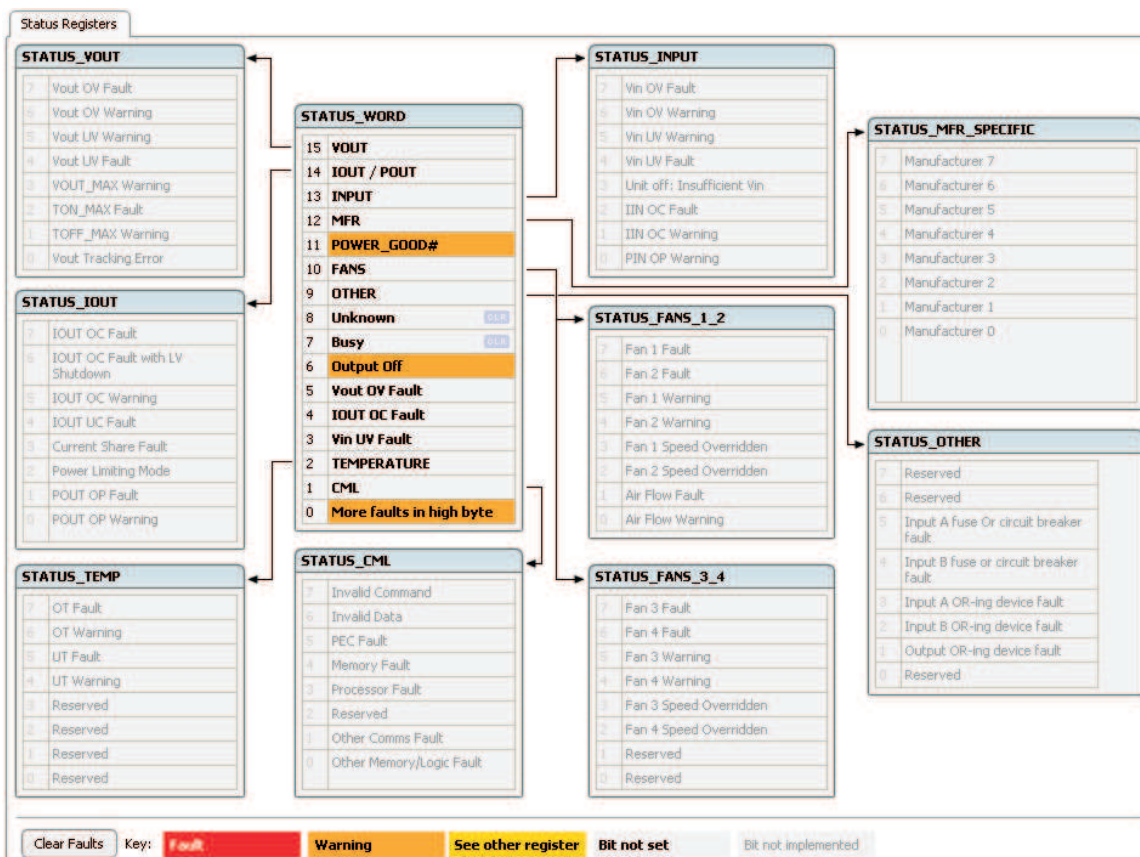 Status Registers
STATUS_VOUT
7 Vout OV Fault
6 Vout OV Warning
5 Vout UV Warning
4 Vout UV Fault
3 VOUT_MAX Warning
2 TON_MAX Fault
1 TOFF_MAX Warning
0 Vout Tracking Error
STATUS_IOUT
7 IOUT OC Fault
6 IOUT OC Fault with LV
Shutdown
5 IOUT OC Warning
4 IOUT UC Fault
3 Current Share Fault
2 Power Limiting Mode
1 POUT OP Fault
0 POUT OP Warning
STATUS_TEMP
7 OT Fault
6 OT Warning
5 UT Fault
4 UT Warning
3 Reserved
2 Reserved
1 Reserved
0 Reserved
STATUS_WORD
15 VOUT
14 IOUT / POUT
13 INPUT
12 MFR
11 POWER_GOOD#
10 FANS
9 OTHER
8 Unknown CLR
7 Busy CLR
6 Output Off
5 Vout OV Fault
4 IOUT OC Fault
3 Vin UV Fault
2 TEMPERATURE
1 CML
0 More faults in high byte
STATUS_CML
7 Invalid Command
6 Invalid Data
5 PEC Fault
4 Memory Fault
3 Processor Fault
2 Reserved
1 Other Comms Fault
0 Other Memory/Logic Fault
STATUS_INPUT
7 Vin OV Fault
6 Vin OV Warning
5 Vin UV Warning
4 Vin UV Fault
3 Unit off: Insufficient Vin
2 IIN OC Fault
1 IIN OC Warning
0 PIN OP Warning
STATUS_FANS_1_2
7 Fan 1 Fault
6 Fan 2 Fault
5 Fan 1 Warning
4 Fan 2 Warning
3 Fan 1 Speed Overridden
2 Fan 2 Speed Overridden
1 Air Flow Fault
0 Air Flow Warning
STATUS_FANS_3_4
7 Fan 3 Fault
6 Fan 4 Fault
5 Fan 3 Warning
4 Fan 4 Warning
3 Fan 3 Speed Overridden
2 Fan 4 Speed Overridden
1 Reserved
0 Reserved
STATUS_MFR_SPECIFIC
7 Manufacturer 7
6 Manufacturer 6
5 Manufacturer 5
4 Manufacturer 4
3 Manufacturer 3
2 Manufacturer 2
1 Manufacturer 1
0 Manufacturer 0
STATUS_OTHER
7 Reserved
6 Reserved
5 Input A fuse Or circuit breaker
fault
4 Input B fuse or circuit breaker
fault
3 Input A OR-ing device fault
2 Input B OR-ing device fault
1 Output OR-ing device fault
0 Reserved
Clear Faults Key: Fault Warning See other register Bit not set Bit not implemented